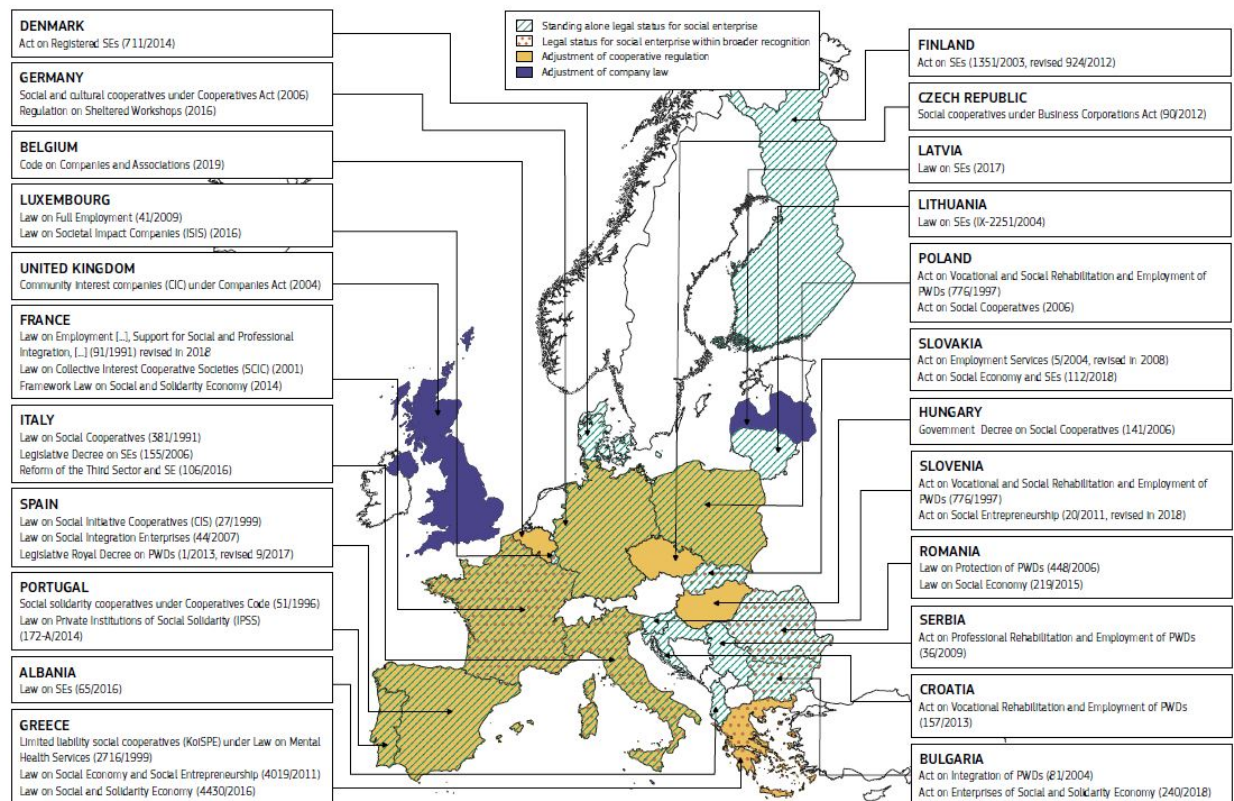 DENMARK
Act on Registered SEs (711/2014)
GERMANY
Social and cultural cooperatives under Cooperatives Act (2006)
Regulation on Sheltered Workshops (2016)
BELGIUM
Code on Companies and Associations (2019)
LUXEMBOURG
Law on Full Employment (41/2009)
Law on Societal Impact Companies (ISIS) (2016)
UNITED KINGDOM
Community Interest companies (CIC) under Companies Act (2004)
FRANCE
Law on Employment [...], Support for Social and Professional
Integration, [...] (91/1991) revised in 2018
Law on Collective Interest Cooperative Societies (SCIC) (2001)
Framework Law on Social and Solidarity Economy (2014)
ITALY
Law on Social Cooperatives (381/1991)
Legislative Decree on SEs (155/2006)
Reform of the Third Sector and SE (106/2016)
SPAIN
Law on Social Initiative Cooperatives (CIS) (27/1999)
Law on Social Integration Enterprises (44/2007)
Legislative Royal Decree on PWDs (1/2013, revised 9/2017)
PORTUGAL
Social solidarity cooperatives under Cooperatives Code (51/1996)
Law on Private Institutions of Social Solidarity (IPSS)
(172-A/2014)
ALBANIA
Law on SEs (65/2016)
GREECE
Limited liability social cooperatives (KoiSPE) under Law on Mental
Health Services (2716/1999)
Law on Social Economy and Social Entrepreneurship (4019/2011)
Law on Social and Solidarity Economy (4430/2016)
Standing alone legal status for social enterprise
Legal status for social enterprise within broader recognition
Adjustment of cooperative regulation
Adjustment of company law
FINLAND
Act on SEs (1351/2003, revised 924/2012)
CZECH REPUBLIC
Social cooperatives under Business Corporations Act (90/2012)
LATVIA
Law on SEs (2017)
LITHUANIA
Law on SEs (IX-2251/2004)
POLAND
Act on Vocational and Social Rehabilitation and Employment of
PWDs (776/1997)
Act on Social Cooperatives (2006)
SLOVAKIA
Act on Employment Services (5/2004, revised in 2008)
Act on Social Economy and SEs (112/2018)
HUNGARY
Government Decree on Social Cooperatives (141/2006)
SLOVENIA
Act on Vocational and Social Rehabilitation and Employment of
PWDs (776/1997)
Act on Social Entrepreneurship (20/2011, revised in 2018)
ROMANIA
Law on Protection of PWDs (448/2006)
Law on Social Economy (219/2015)
SERBIA
Act on Professional Rehabilitation and Employment of PWDs
(36/2009)
CROATIA
Act on Vocational Rehabilitation and Employment of PWDs
(157/2013)
BULGARIA
Act on Integration of PWDs (81/2004)
Act on Enterprises of Social and Solidarity Economy (240/2018)